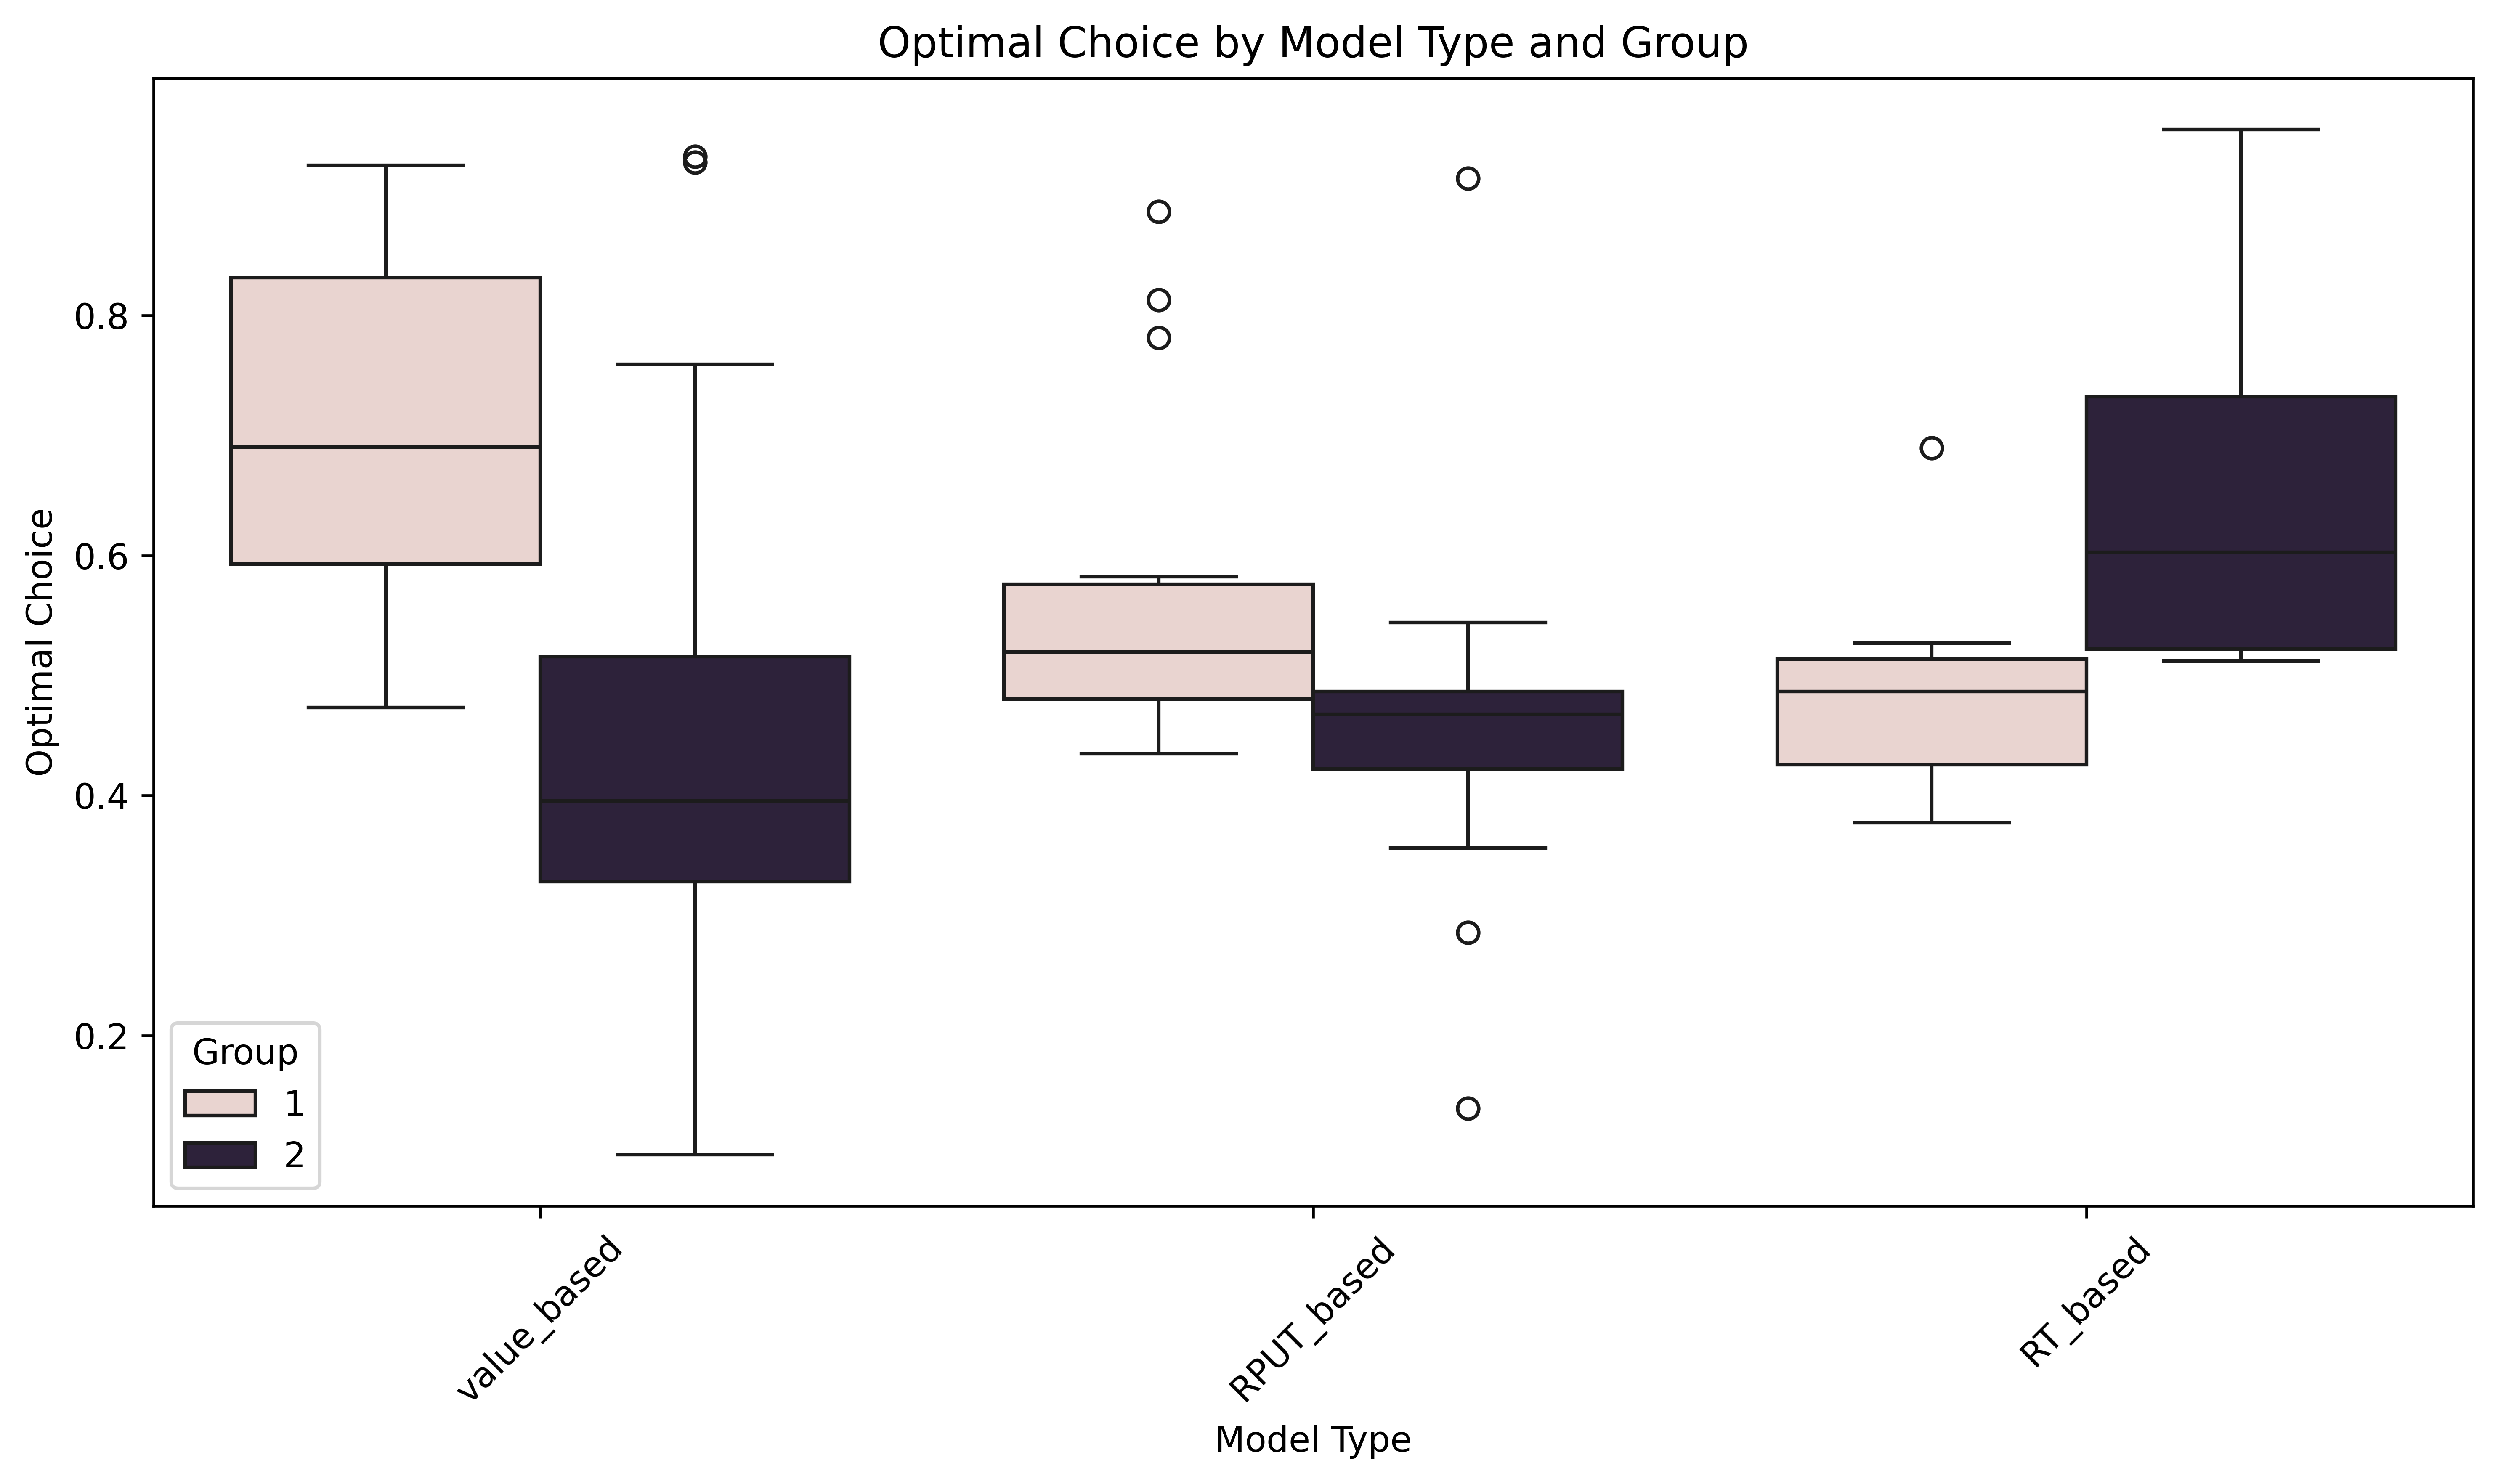 Optimal Choice by Model Type and Group
Optimal Choice
0.8
0.6
0.4
0.2
Group
1
2
value_based
RPUT_based
RT_based
Model Type